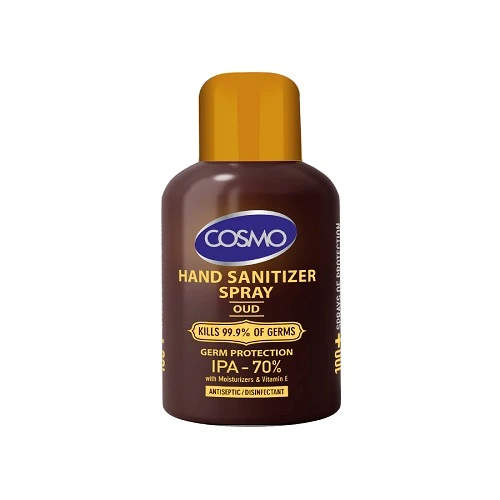 COSMO
HAND SANITIZER
SPRAY
OUD
KILLS 99.9% OF GERMS
GERM PROTECTION
IPA - 70%
with Moisturizers & Vitamin E
ANTISEPTIC/DISINFECTANT
100+ SPRAYS OF PROTECTION